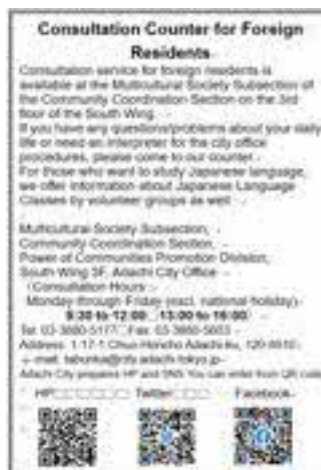 Consultation Counter for Foreign
Residents
Consultation service for foreign residents is
available at the Multicultural Society Subsection of
the Community Coordination Section on the 3rd
floor of the South Wing.
If you have any questions/problems about your daily
life or need an interpreter for the city office
procedures, please come to our counter.
For those who want to study Japanese language,
we offer information about Japanese Language
Classes by volunteer groups as well.
Multicultural Society Subsection,
Community Coordination Section,
Power of Communities Promotion Division,
South Wing 3F, Adachi City Office
(Consultation Hours
Monday through Friday (excl. national holiday)
8:30 to 12:00□13:00 to 16:00
Tel: 03-3880-5177□Fax: 03-3880-5603
Address: 1-17-1 Chuo-Honcho Adachi-ku, 120-8510
e-mail: tabunka@city.adachi.tokyo.jp
Adachi City prepares HP and SNS You can enter from QR code
HP□□□□□□ Twitter□□□ Facebook